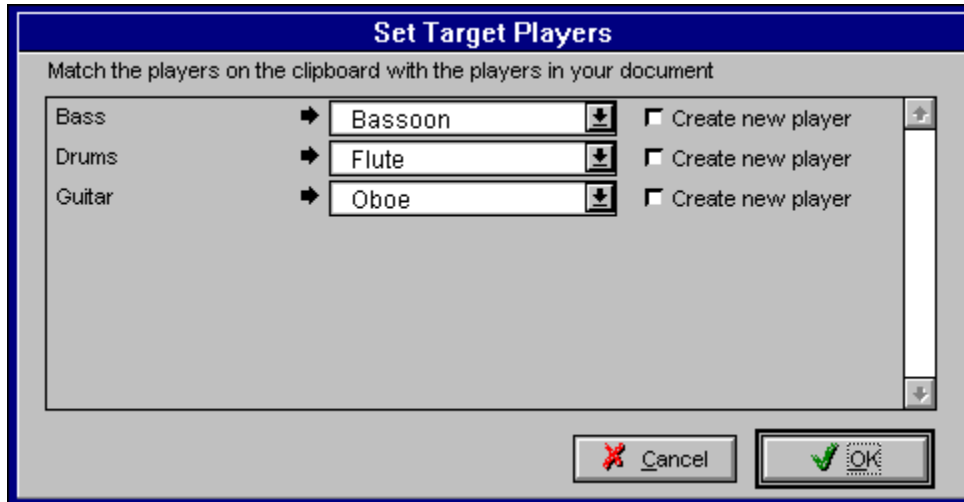 Set Target Players
Match the players on the clipboard with the players in your document
Bass Bassoon Create new player
Drums Flute Create new player
Guitar Oboe Create new player
Cancel OK